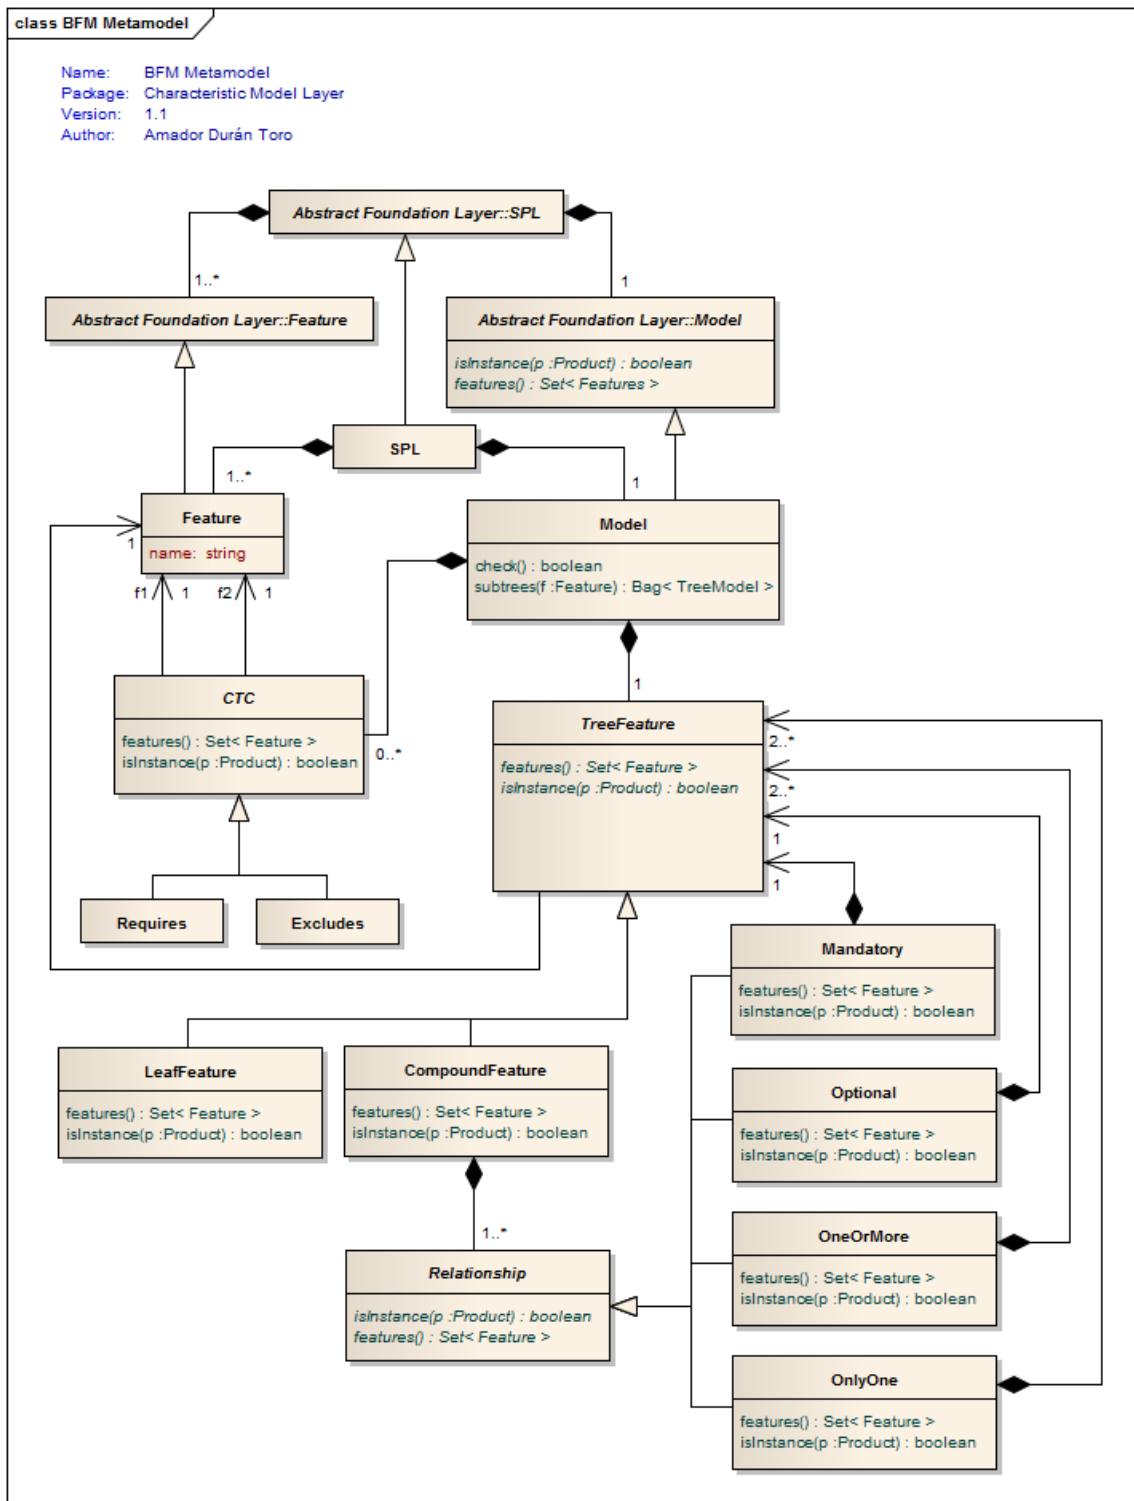 class BFM Metamodel
Name: BFM Metamodel
Package: Characteristic Model Layer
Version: 1.1
Author: Amador Durán Toro
Abstract Foundation Layer::SPL
1..*
1
Abstract Foundation Layer::Feature
Abstract Foundation Layer::Model
isInstance(p :Product) : boolean
features() : Set< Features >
SPL
1..*
1
Feature
name: string
1
Model
check() : boolean
subtrees(f :Feature) : Bag< TreeModel >
f1 1 f2 1
CTC
features() : Set< Feature >
isInstance(p :Product) : boolean
0..*
1
TreeFeature
features() : Set< Feature >
isInstance(p :Product) : boolean
2..*
2..*
1
1
Requires
Excludes
Mandatory
features() : Set< Feature >
isInstance(p :Product) : boolean
LeafFeature
features() : Set< Feature >
isInstance(p :Product) : boolean
CompoundFeature
features() : Set< Feature >
isInstance(p :Product) : boolean
Optional
features() : Set< Feature >
isInstance(p :Product) : boolean
1..*
Relationship
isInstance(p :Product) : boolean
features() : Set< Feature >
OneOrMore
features() : Set< Feature >
isInstance(p :Product) : boolean
OnlyOne
features() : Set< Feature >
isInstance(p :Product) : boolean